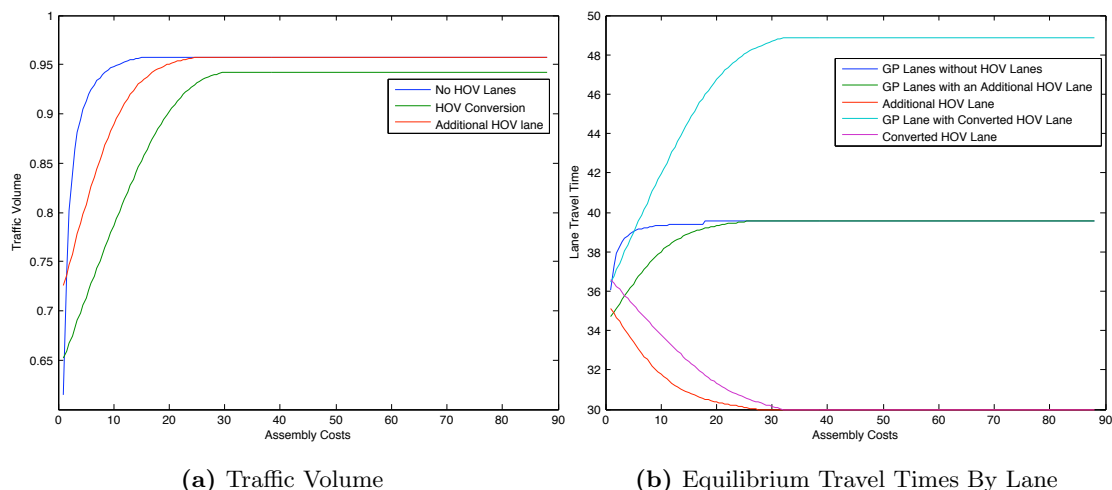 1
0.95
0.9
0.85
0.8
0.75
0.7
0.65
0 10 20 30 40 50 60 70 80 90
Traffic Volume
Assembly Costs
No HOV Lanes
HOV Conversion
Additional HOV lane
(a) Traffic Volume
50
48
46
44
42
40
38
36
34
32
30
0 10 20 30 40 50 60 70 80 90
Lane Travel Time
Assembly Costs
GP Lanes without HOV Lanes
GP Lanes with an Additional HOV Lane
Additional HOV Lane
GP Lane with Converted HOV Lane
Converted HOV Lane
(b) Equilibrium Travel Times By Lane